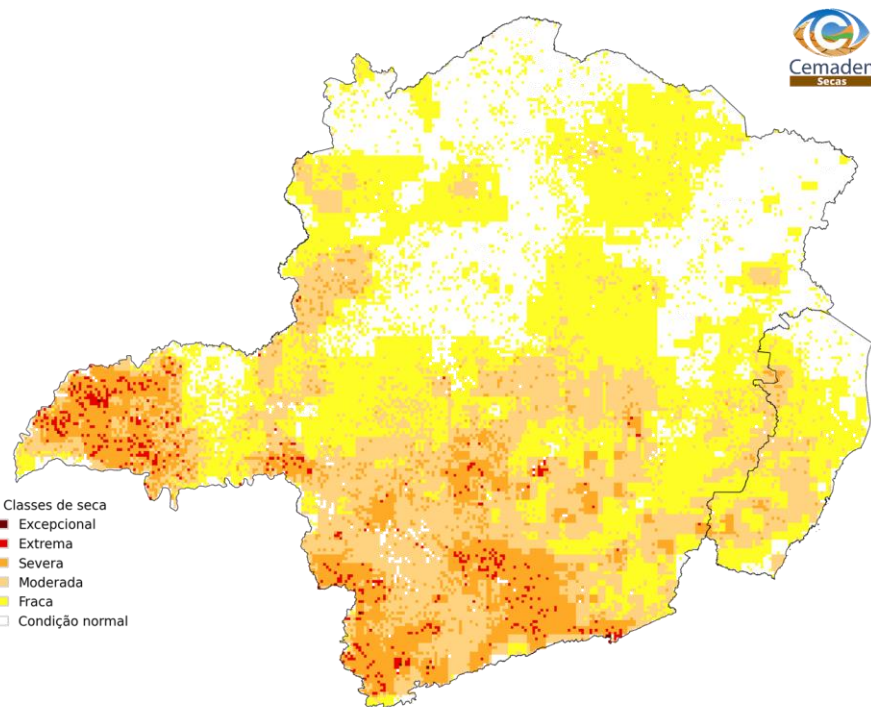 Cemaden
Secas
Classes de seca
Excepcional
Extrema
Severa
Moderada
Fraca
Condição normal